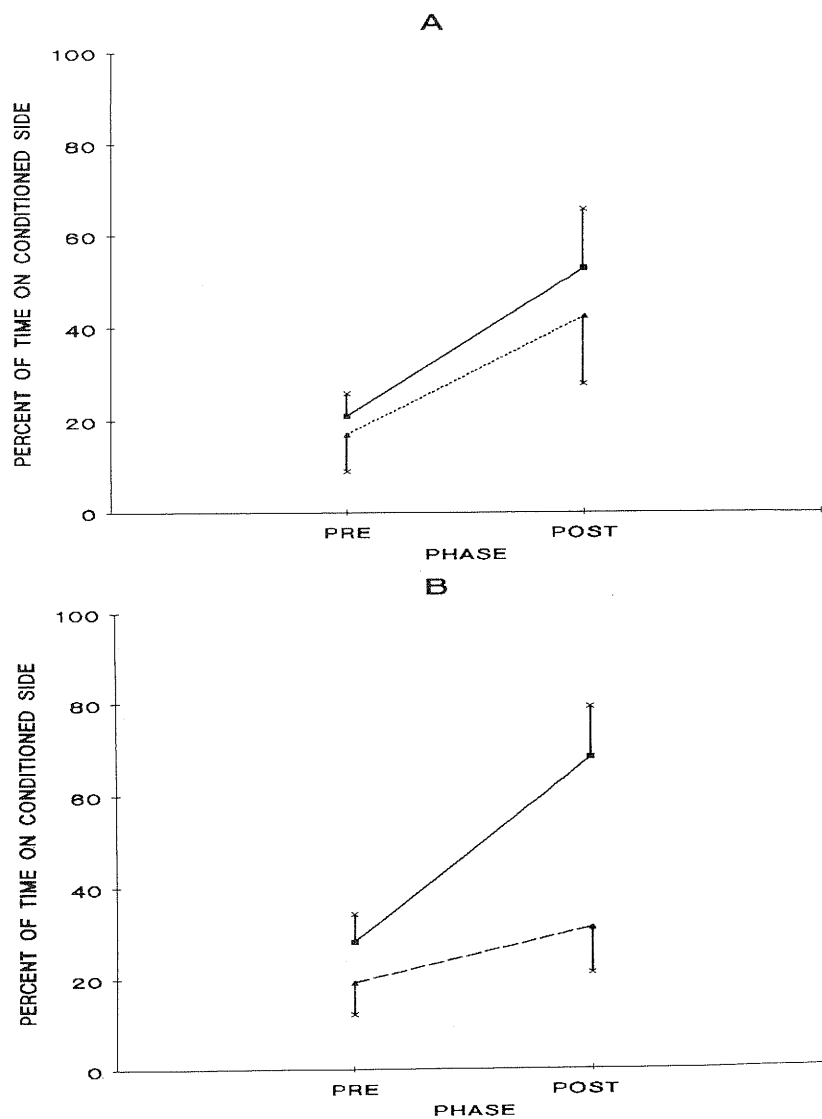 A
PERCENT OF TIME ON CONDITIONED SIDE
100
80
60
40
20
0
PRE
POST
PHASE
B
PERCENT OF TIME ON CONDITIONED SIDE
100
80
60
40
20
0
PRE
POST
PHASE